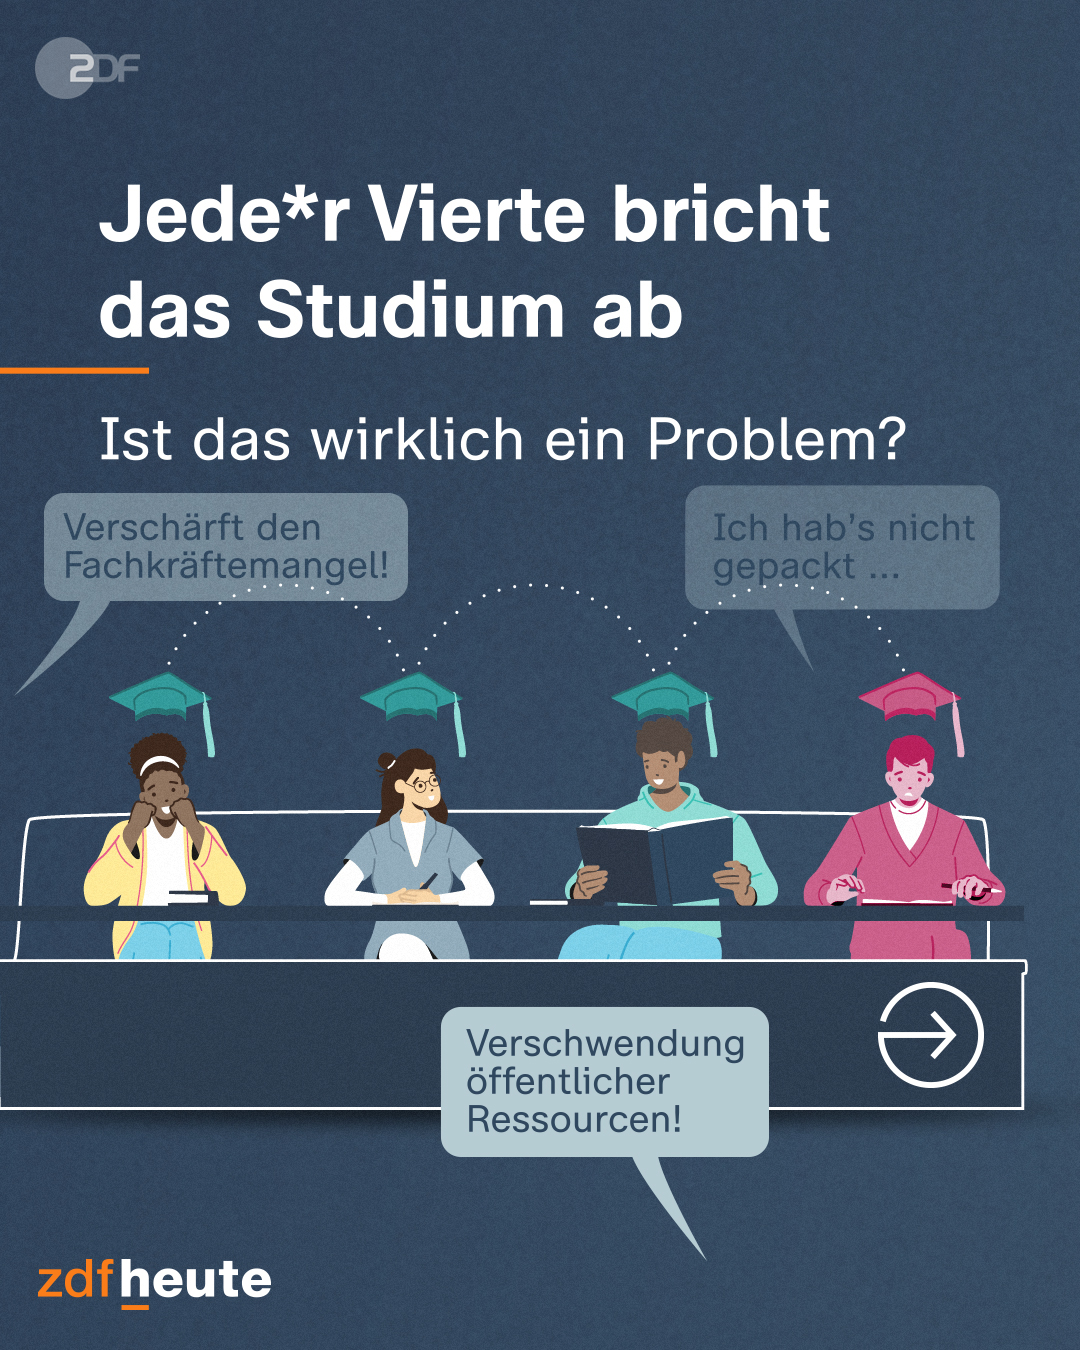 ZDF
Jede*r Vierte bricht
das Studium ab
Ist das wirklich ein Problem?
Verschärft den
Fachkräftemangel!
Ich hab’s nicht
gepackt ...
Verschwendung
öffentlicher
Ressourcen!
zdfheute